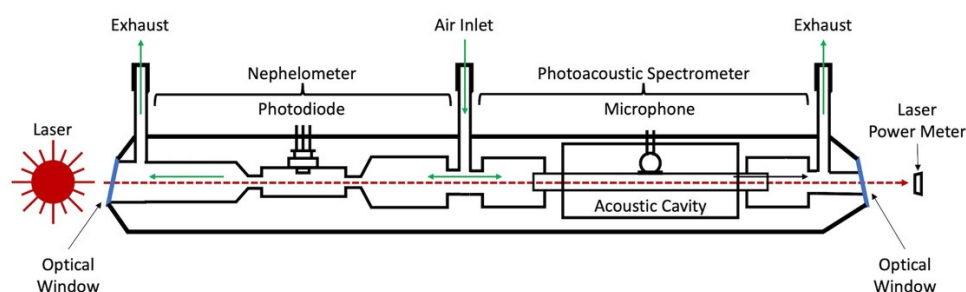 Exhaust
Air Inlet
Exhaust
Nephelometer
Photoacoustic Spectrometer
Photodiode
Microphone
Laser
Laser
Power Meter
Acoustic Cavity
Optical
Window
Optical
Window